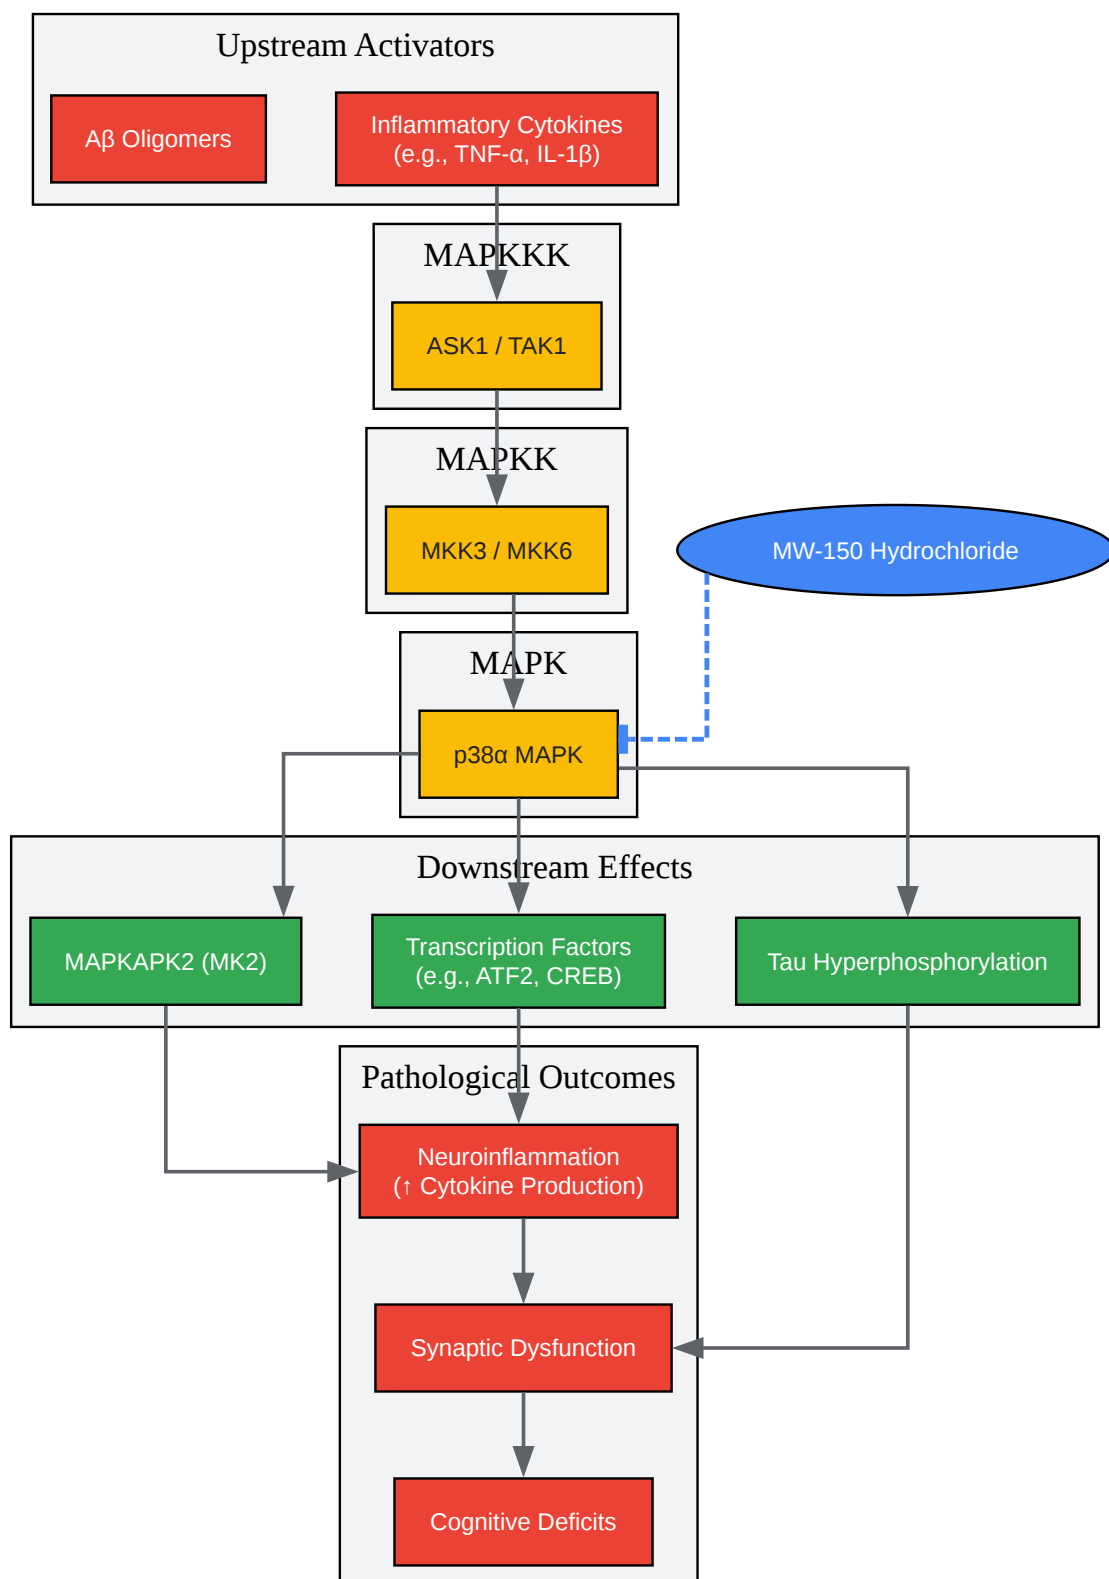 Upstream Activators
Aβ Oligomers
Inflammatory Cytokines
(e.g., TNF-α, IL-1β)
MAPKKK
ASK1 / TAK1
MAPKK
MKK3 / MKK6
MW-150 Hydrochloride
MAPK
p38α MAPK
Downstream Effects
MAPKAPK2 (MK2)
Transcription Factors
(e.g., ATF2, CREB)
Tau Hyperphosphorylation
Pathological Outcomes
Neuroinflammation
(↑ Cytokine Production)
Synaptic Dysfunction
Cognitive Deficits